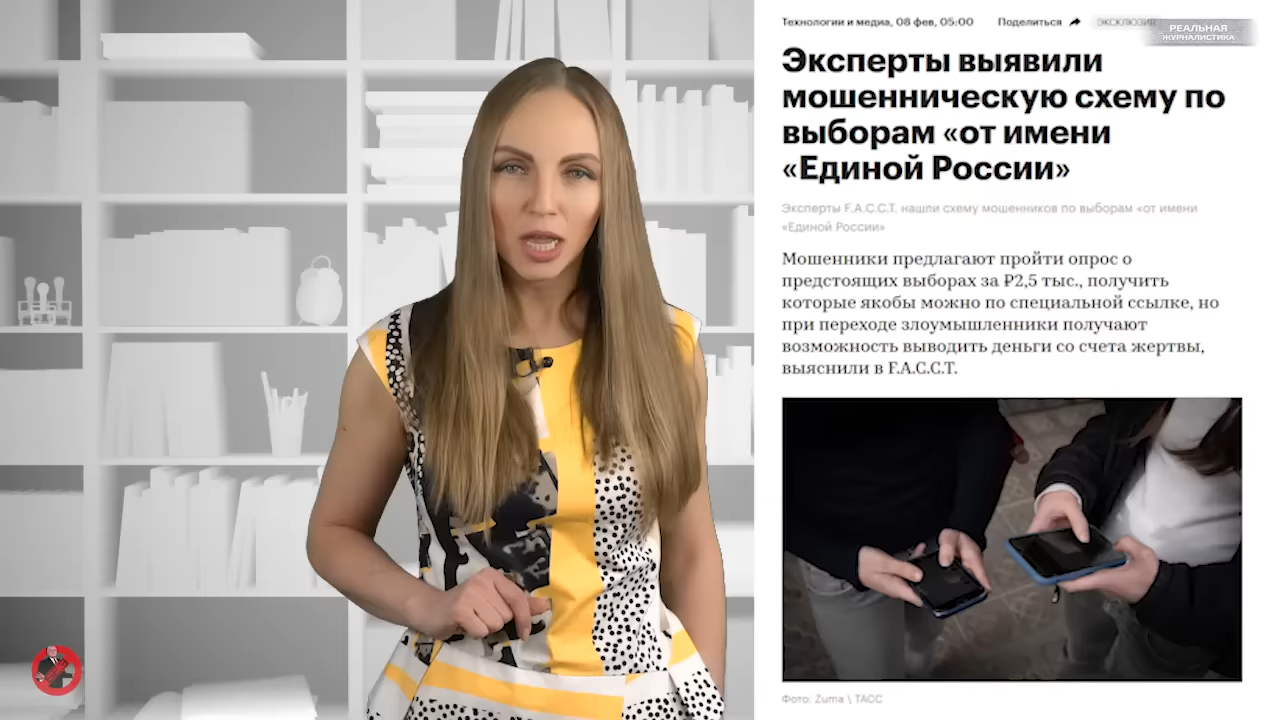 Технологии и медиа, 08 фев, 05:00 Поделиться ЭКСКЛЮЗИВ
РЕАЛЬНАЯ
ЖУРНАЛИСТИКА
Эксперты выявили
мошенническую схему по
выборам «от имени
«Единой России»
Эксперты F.A.C.C.T. нашли схему мошенников по выборам «от имени
«Единой России»
Мошенники предлагают пройти опрос о
предстоящих выборах за ₽2,5 тыс., получить
которые якобы можно по специальной ссылке, но
при переходе злоумышленники получают
возможность выводить деньги со счета жертвы,
выяснили в F.A.C.C.T.
Фото: Zuma \ ТАСС